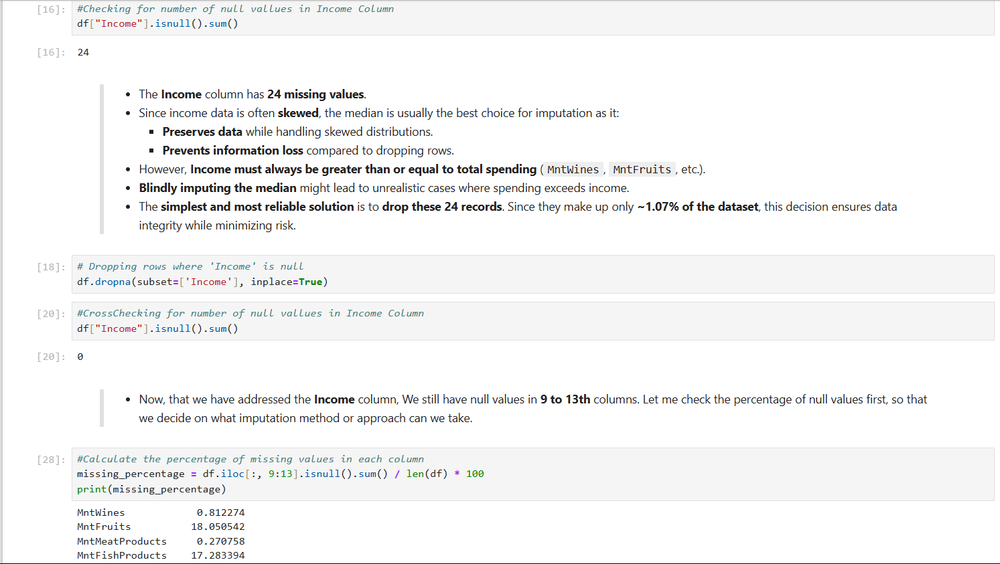 [16]: #Checking for number of null vallues in Income Column
df["Income"].isnull().sum()
[16]: 24
• The Income column has 24 missing values.
• Since income data is often skewed, the median is usually the best choice for imputation as it:
▪ Preserves data while handling skewed distributions.
▪ Prevents information loss compared to dropping rows.
• However, Income must always be greater than or equal to total spending ( MntWines , MntFruits , etc.).
• Blindly imputing the median might lead to unrealistic cases where spending exceeds income.
• The simplest and most reliable solution is to drop these 24 records. Since they make up only ~1.07% of the dataset, this decision ensures data
integrity while minimizing risk.
[18]: # Dropping rows where 'Income' is null
df.dropna(subset=['Income'], inplace=True)
[20]: #CrossChecking for number of null vallues in Income Column
df["Income"].isnull().sum()
[20]: 0
• Now, that we have addressed the Income column, We still have null values in 9 to 13th columns. Let me check the percentage of null values first, so that
we decide on what imputation method or approach can we take.
[28]: #Calculate the percentage of missing values in each column
missing_percentage = df.iloc[:, 9:13].isnull().sum() / len(df) * 100
print(missing_percentage)
MntWines 0.812274
MntFruits 18.050542
MntMeatProducts 0.270758
MntFishProducts 17.283394